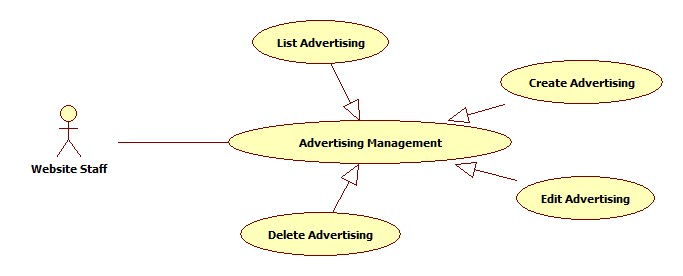 List Advertising
Create Advertising
Advertising Management
Website Staff
Edit Advertising
Delete Advertising